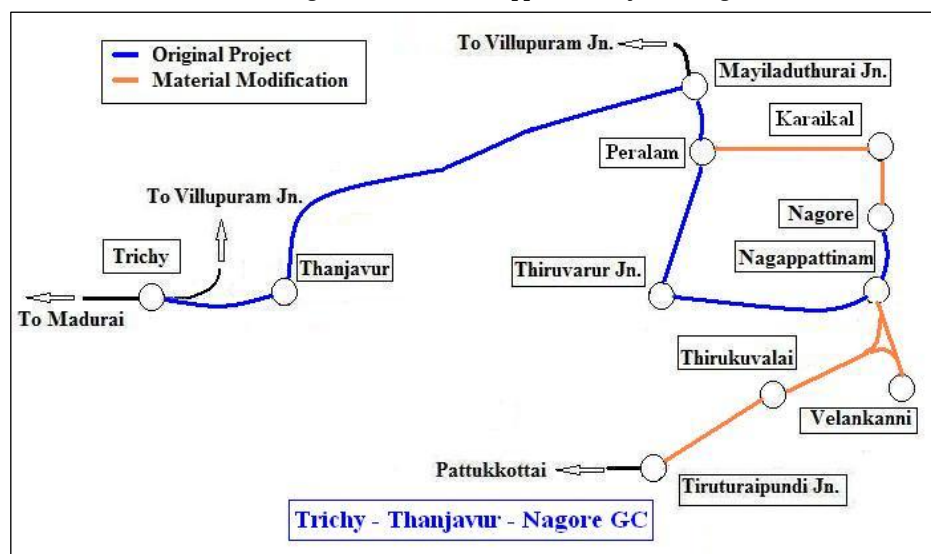 To Villupuram Jn.
Original Project
Material Modification
Mayiladuthurai Jn.
Karaikal
Peralam
To Villupuram Jn.
Nagore
Trichy
Nagappattinam
Thanjavur
Thiruvarur Jn.
To Madurai
Thirukuvalai
Velankanni
Pattukkottai
Tiruturaipundi Jn.
Trichy - Thanjavur - Nagore GC